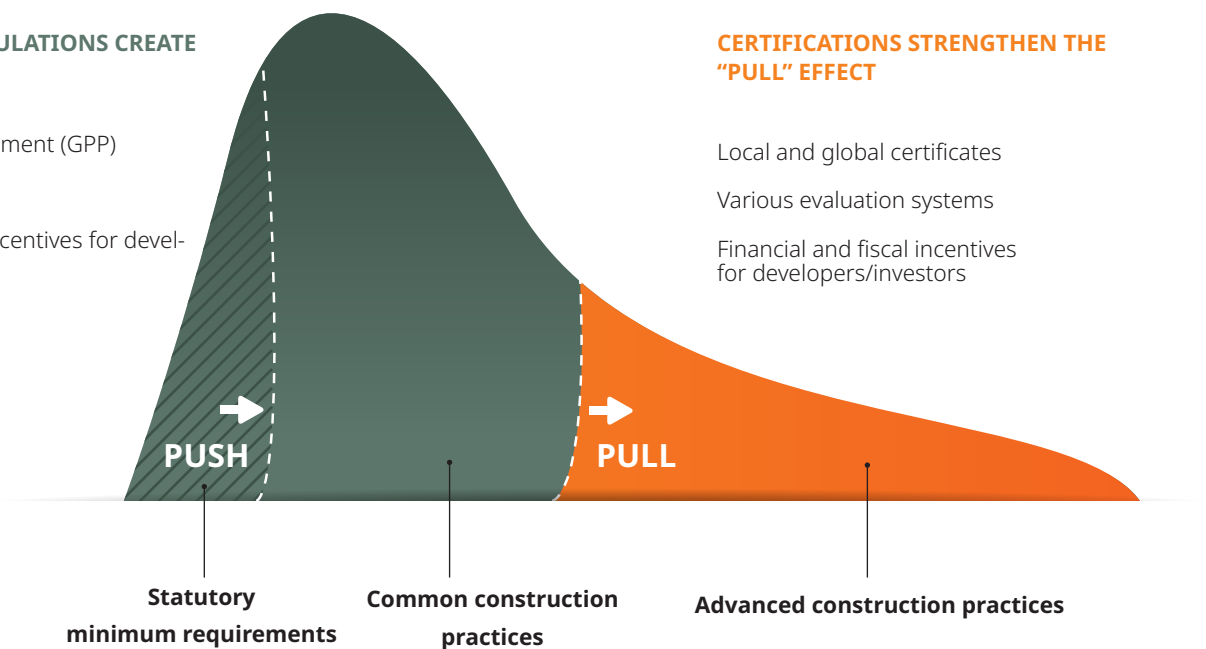 ULATIONS CREATE
ment (GPP)
centives for devel-
CERTIFICATIONS STRENGTHEN THE
“PULL” EFFECT
Local and global certificates
Various evaluation systems
Financial and fiscal incentives
for developers/investors
PUSH
PULL
Statutory
minimum requirements
Common construction
practices
Advanced construction practices